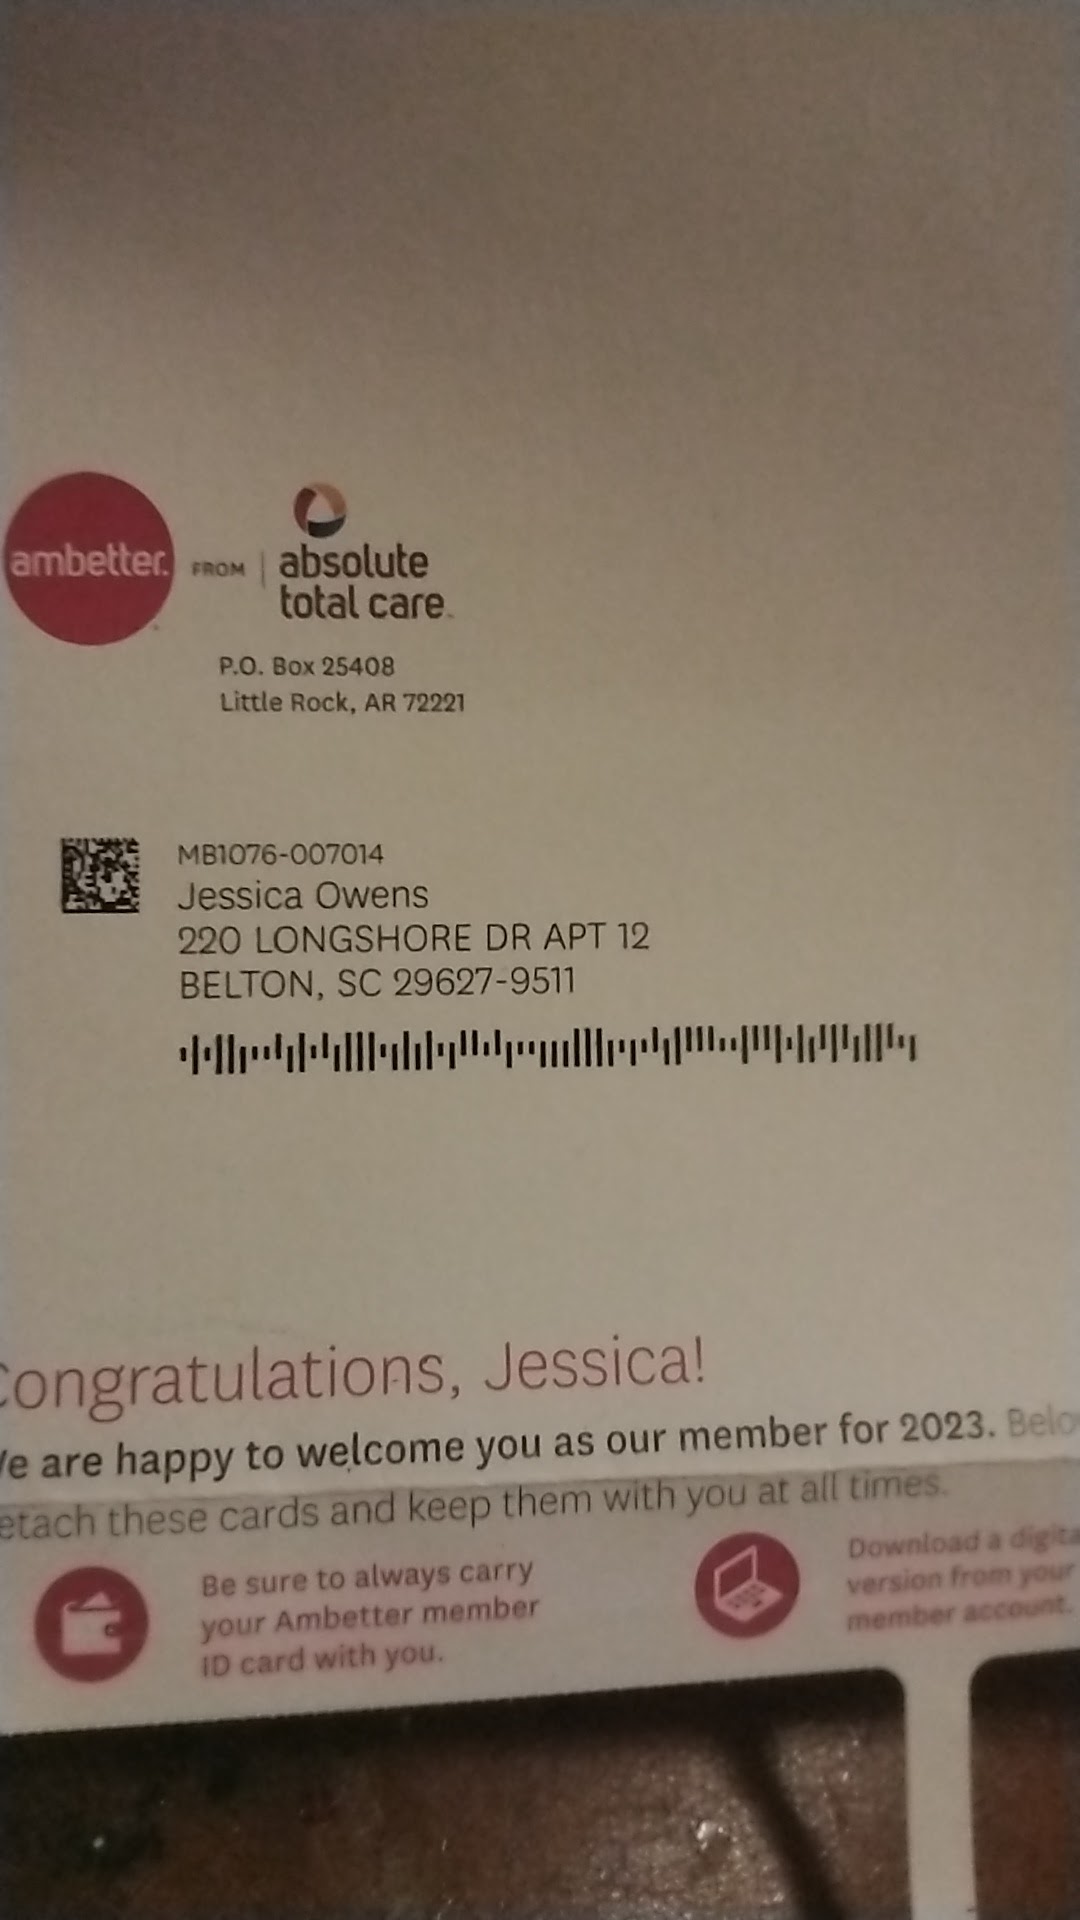 ambetter. FROM | absolute
total care™
P.O. Box 25408
Little Rock, AR 72221
MB1076-007014
Jessica Owens
220 LONGSHORE DR APT 12
BELTON, SC 29627-9511
Congratulations, Jessica!
We are happy to welcome you as our member for 2023.
these cards and keep them with you at all times.
Be sure to always carry
your Ambetter member
ID card with you.
Download a
version from your
member account.